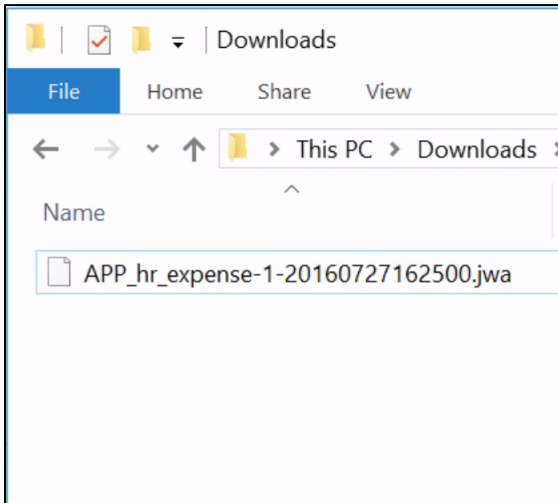 Downloads
File Home Share View
This PC Downloads
Name
APP_hr_expense-1-20160727162500.jwa